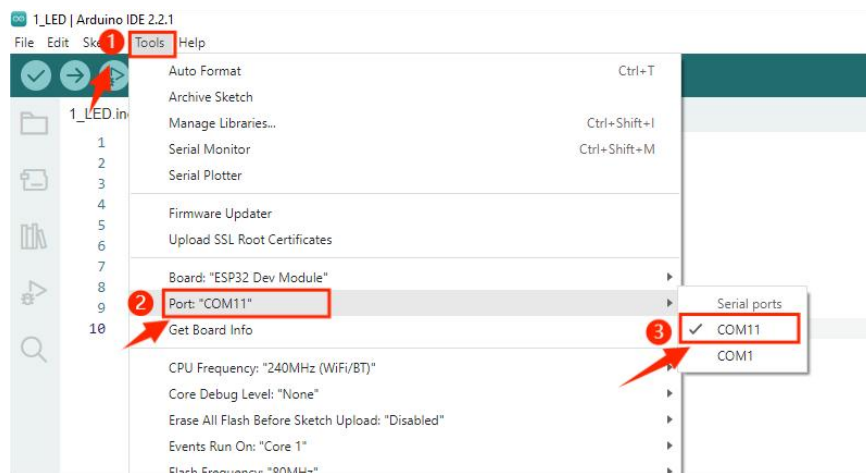 1_LED | Arduino IDE 2.2.1
File Edit Tools Help
1
Auto Format Ctrl+T
Archive Sketch
1_LED.in
Manage Libraries... Ctrl+Shift+I
1
Serial Monitor Ctrl+Shift+M
2
Serial Plotter
3
4
Firmware Updater
5
Upload SSL Root Certificates
6
7
Board: "ESP32 Dev Module"
8
2 Port: "COM11"
Serial ports
9
10
Get Board Info
3 COM11
COM1
CPU Frequency: "240MHz (WiFi/BT)"
Core Debug Level: "None"
Erase All Flash Before Sketch Upload: "Disabled"
Events Run On: "Core 1"
Flash Frequency: "80MHz"